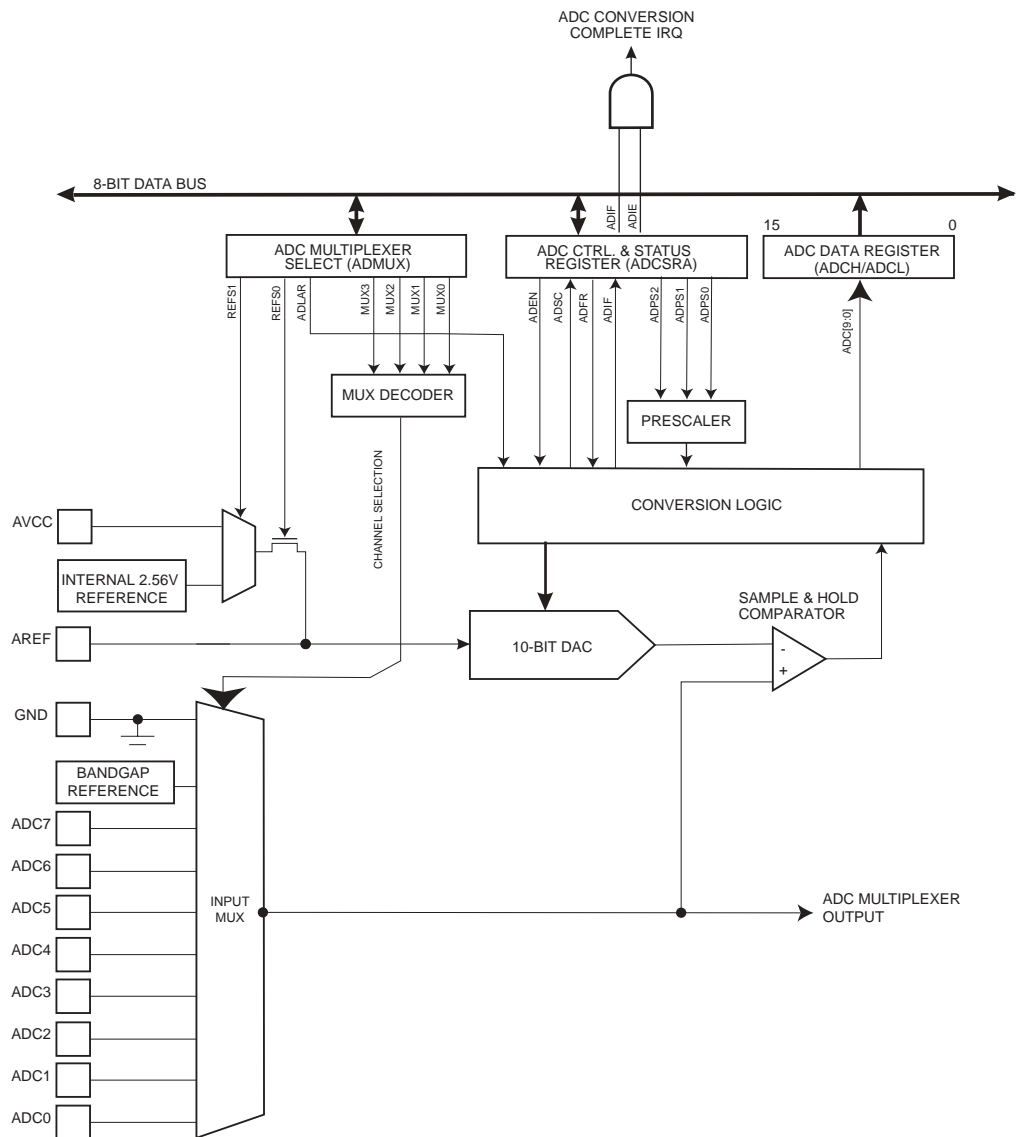 ADC CONVERSION
COMPLETE IRQ
8-BIT DATA BUS
ADIF
ADIE
15
0
ADC MULTIPLEXER
SELECT (ADMUX)
ADC CTRL. & STATUS
REGISTER (ADCSRA)
ADC DATA REGISTER
(ADCH/ADCL)
REFS1
REFS0
ADLAR
MUX3
MUX2
MUX1
MUX0
ADEN
ADSC
ADFR
ADIF
ADPS2
ADPS1
ADPS0
ADC[9:0]
MUX DECODER
PRESCALER
CHANNEL SELECTION
CONVERSION LOGIC
AVCC
INTERNAL 2.56V
REFERENCE
SAMPLE & HOLD
COMPARATOR
AREF
10-BIT DAC
-
+
GND
BANDGAP
REFERENCE
ADC7
ADC6
ADC5
INPUT
MUX
ADC MULTIPLEXER
OUTPUT
ADC4
ADC3
ADC2
ADC1
ADC0